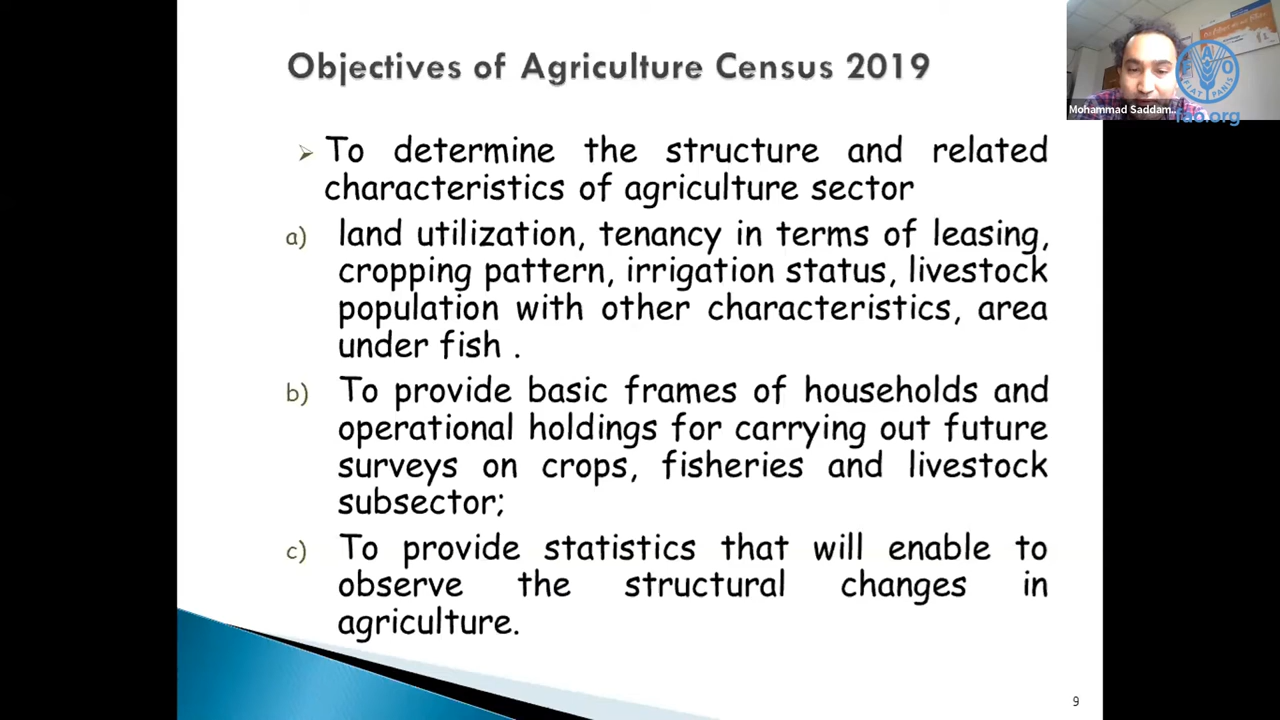 Objectives of Agriculture Census 2019
➢ To determine the structure and related
characteristics of agriculture sector
a) land utilization, tenancy in terms of leasing,
cropping pattern, irrigation status, livestock
population with other characteristics, area
under fish .
b) To provide basic frames of households and
operational holdings for carrying out future
surveys on crops, fisheries and livestock
subsector;
c) To provide statistics that will enable to
observe the structural changes in
agriculture.
9
Mohammad Saddam...
FAO
FIAT PANIS
fao.org